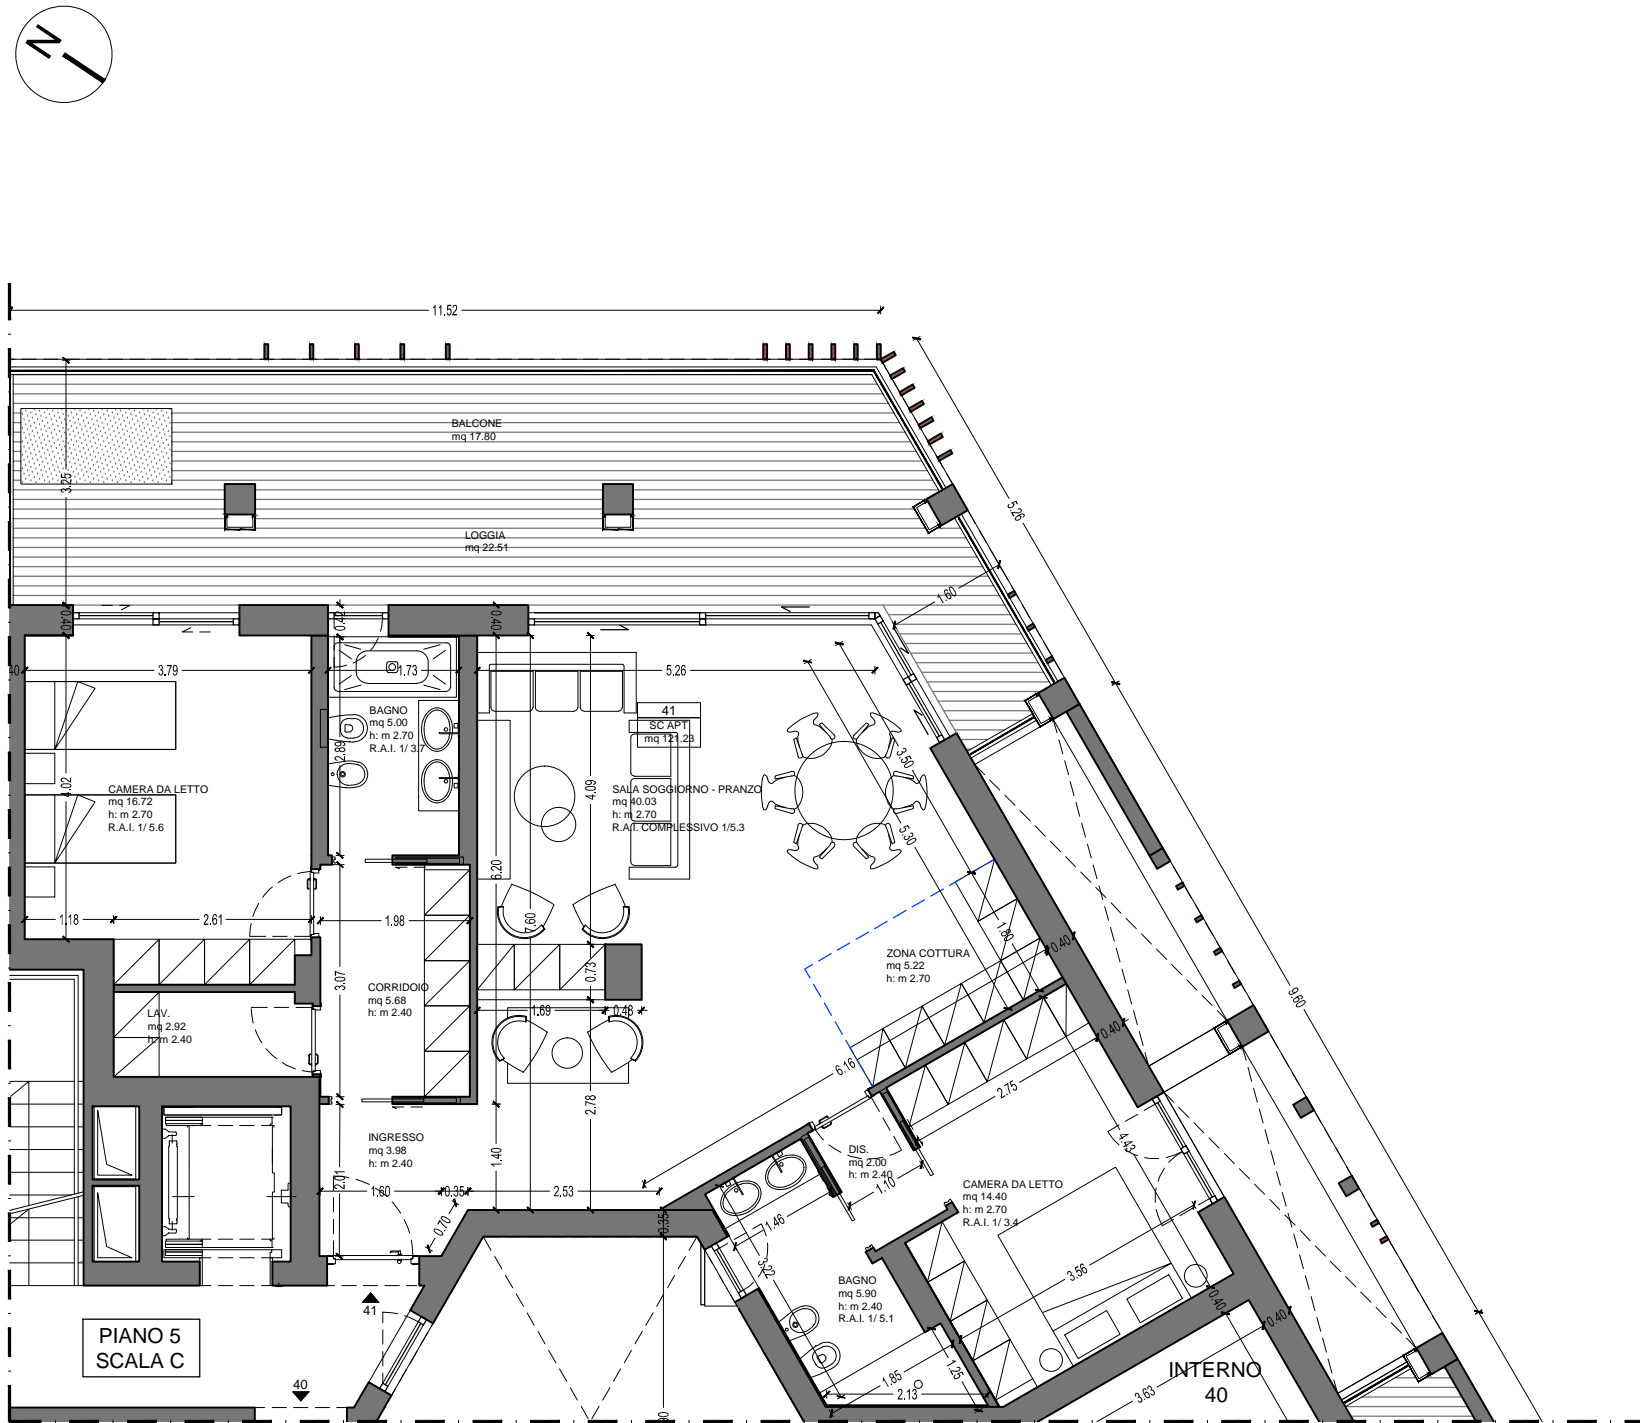 N
11.52
BALCONE
mq 17.80
3.25
5.26
LOGGIA
mq 22.51
1.60
0.40
0.42
0.40
40
3.79
1.73
5.26
41
SC APT
mq 121.23
BAGNO
mq 5.00
h: m 2.70
R.A.I. 1/ 3.7
2.89
3.50
4.02
CAMERA DA LETTO
mq 16.72
h: m 2.70
R.A.I. 1/ 5.6
4.09
SALA SOGGIORNO - PRANZO
mq 40.03
h: m 2.70
R.A.I. COMPLESSIVO 1/5.3
5.30
6.20
7.60
1.18
2.61
1.98
1.80
0.40
ZONA COTTURA
mq 5.22
h: m 2.70
3.07
0.73
CORRIDOIO
mq 5.68
h: m 2.40
1.69
0.48
9.60
LAV.
mq 2.92
h: m 2.40
0.40
6.16
2.75
2.78
4.43
INGRESSO
mq 3.98
h: m 2.40
1.40
DIS.
mq 2.00
h: m 2.40
2.01
1.60
0.35
2.53
1.10
CAMERA DA LETTO
mq 14.40
h: m 2.70
R.A.I. 1/ 3.4
0.70
0.35
1.46
3.22
3.56
BAGNO
mq 5.90
h: m 2.40
R.A.I. 1/ 5.1
0.40
0.40
41
PIANO 5
SCALA C
1.85
1.25
2.13
INTERNO
40
3.63
40
90